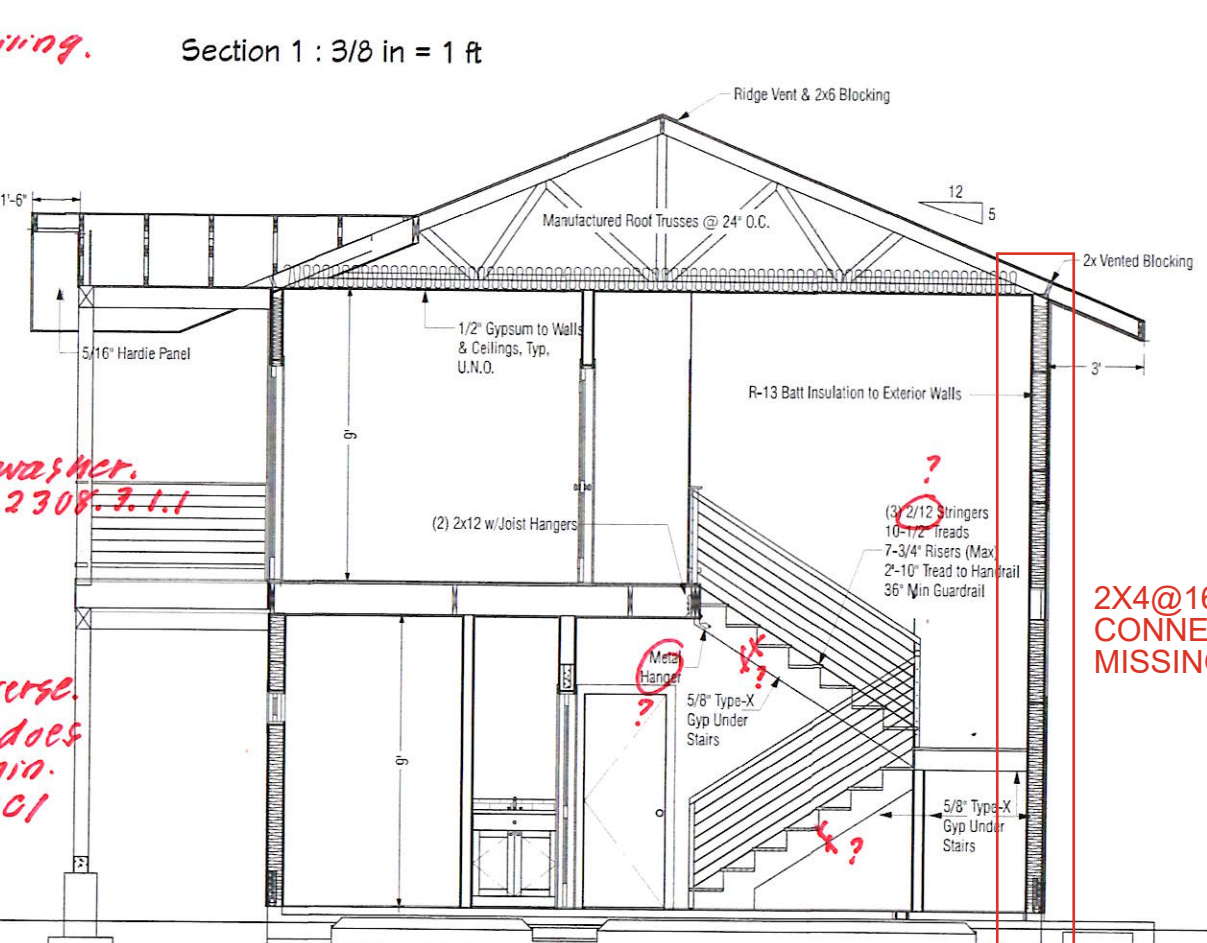 Section 1 : 3/8 in = 1 ft
Ridge Vent & 2x6 Blocking
1'-6"
12
5
Manufactured Roof Trusses @ 24" O.C.
2x Vented Blocking
1/2" Gypsum to Walls
& Ceilings, Typ,
U.N.O.
5/16" Hardie Panel
3'
R-13 Batt Insulation to Exterior Walls
9'
washer.
2308.
?
(2) 2x12 w/Joist Hangers
(3) 2/12 Stringers
10-1/2" Treads
7-3/4" Risers (Max)
2'-10" Tread to Handrail
36" Min Guardrail
2X4@16
CONNE
MISSING
Metal
Hanger
?
?
5/8" Type-X
Gyp Under
Stairs
does
min.
9'
5/8" Type-X
Gyp Under
Stairs
?